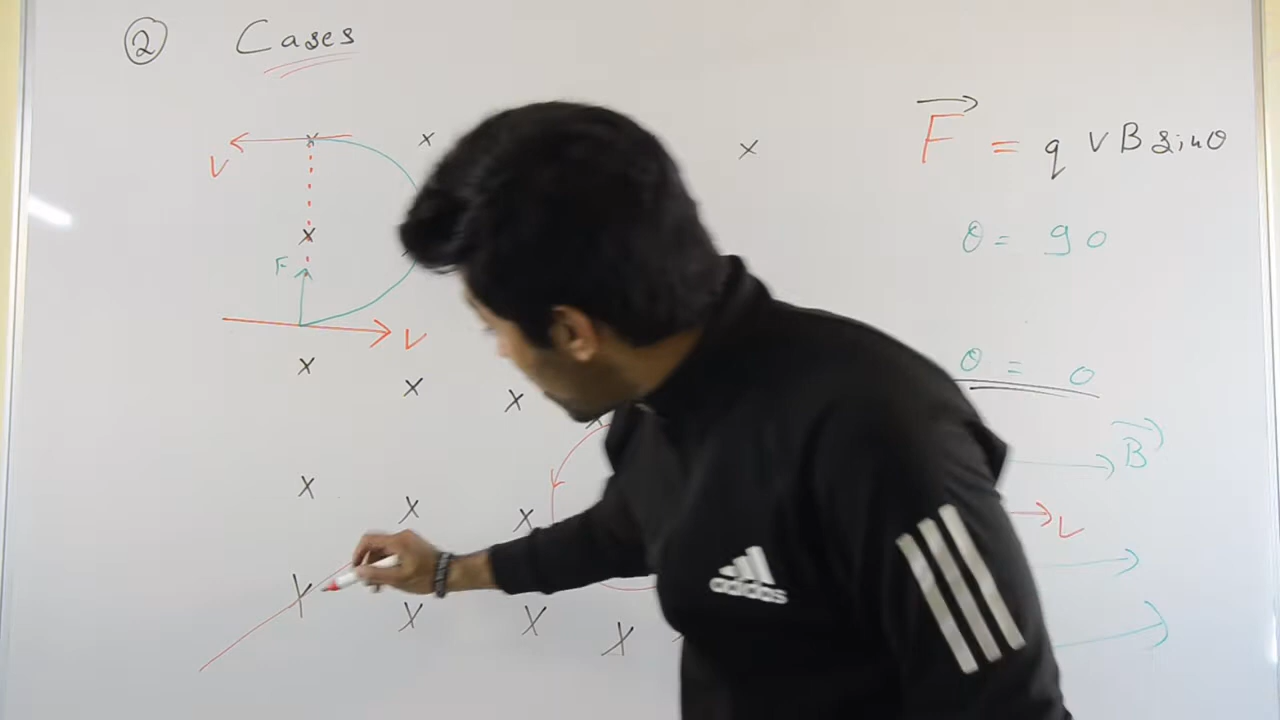 ② Cases
F = q v B sinθ
V
θ = 90
F
V
θ = 0
B
V
adidas